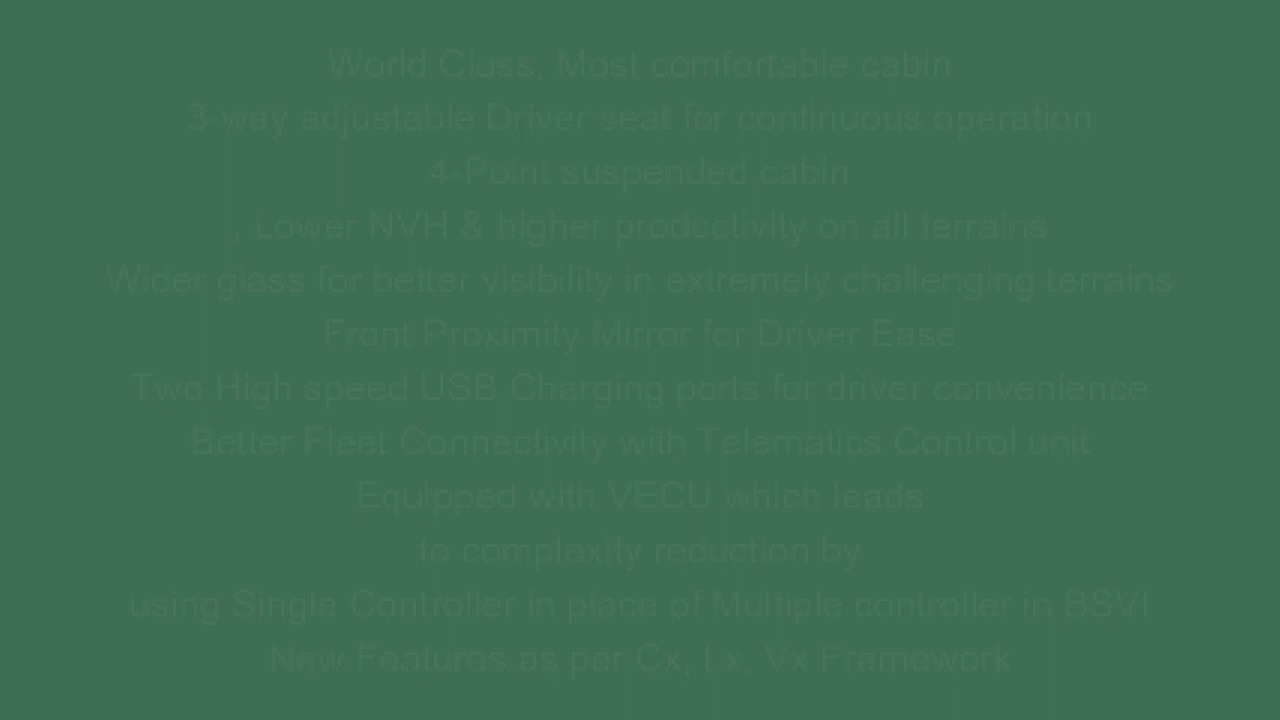 World Class, Most comfortable cabin
3-way adjustable Driver seat for continuous operation
4-Point suspended cabin
, Lower NVH & higher productivity on all terrains
Wider glass for better visibility in extremely challenging terrains
Front Proximity Mirror for Driver Ease
Two High speed USB Charging ports for driver convenience
Better Fleet Connectivity with Telematics Control unit
Equipped with VECU which leads
to complexity reduction by
using Single Controller in place of Multiple controller in BSVI
New Features as per Cx, Lx, Vx Framework